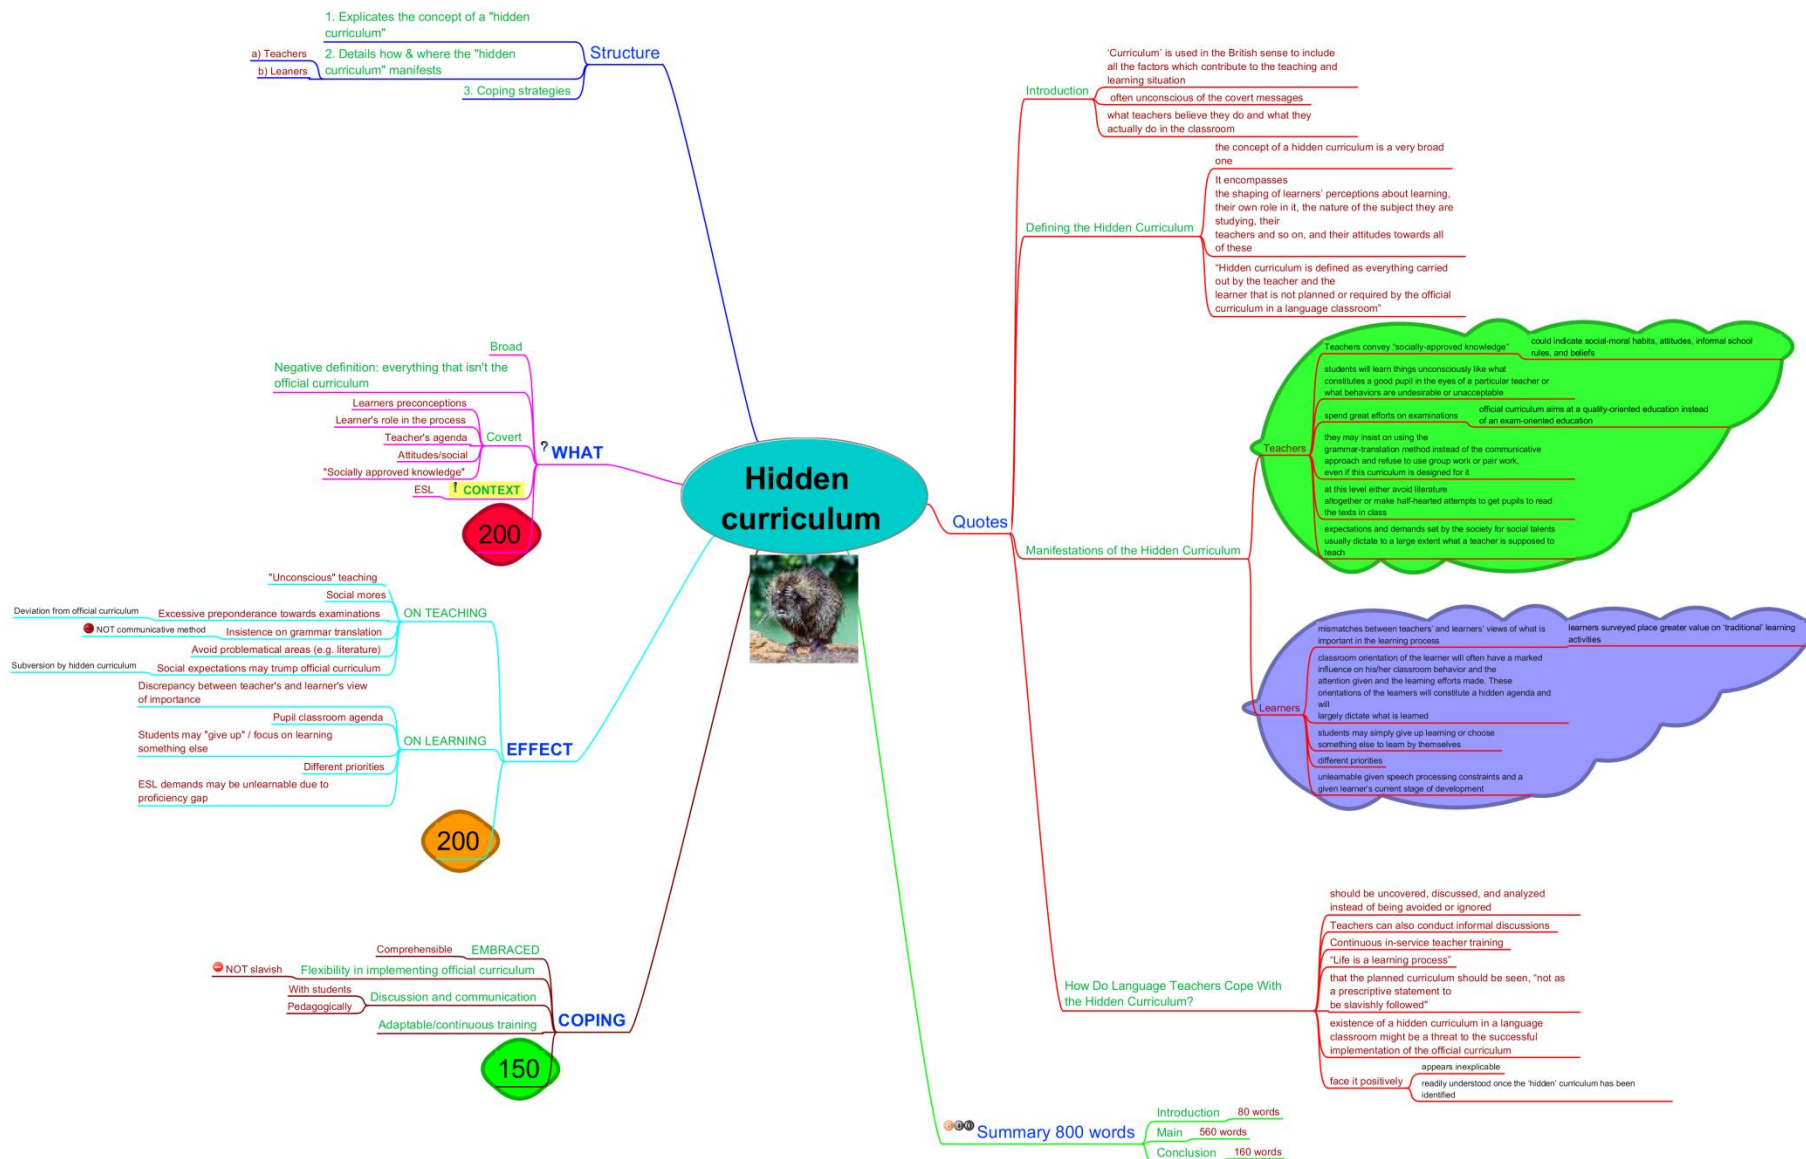 Hidden
curriculum
Structure
1. Explicates the concept of a "hidden
curriculum"
2. Details how & where the "hidden
curriculum" manifests
a) Teachers
b) Leaners
3. Coping strategies
? WHAT
Broad
Negative definition: everything that isn't the
official curriculum
Covert
Learners preconceptions
Learner's role in the process
Teacher's agenda
Attitudes/social
"Socially approved knowledge"
CONTEXT
ESL
200
EFFECT
ON TEACHING
"Unconscious" teaching
Social mores
Excessive preponderance towards examinations
Deviation from official curriculum
Insistence on grammar translation
NOT communicative method
Avoid problematical areas (e.g. literature)
Social expectations may trump official curriculum
Subversion by hidden curriculum
ON LEARNING
Discrepancy between teacher's and learner's view
of importance
Pupil classroom agenda
Students may "give up" / focus on learning
something else
Different priorities
ESL demands may be unlearnable due to
proficiency gap
200
COPING
EMBRACED
Comprehensible
Flexibility in implementing official curriculum
NOT slavish
Discussion and communication
With students
Pedagogically
Adaptable/continuous training
150
Quotes
Introduction
‘Curriculum’ is used in the British sense to include
all the factors which contribute to the teaching and
learning situation
often unconscious of the covert messages
what teachers believe they do and what they
actually do in the classroom
Defining the Hidden Curriculum
the concept of a hidden curriculum is a very broad
one
It encompasses
the shaping of learners’ perceptions about learning,
their own role in it, the nature of the subject they are
studying, their
teachers and so on, and their attitudes towards all
of these
“Hidden curriculum is defined as everything carried
out by the teacher and the
learner that is not planned or required by the official
curriculum in a language classroom”
Manifestations of the Hidden Curriculum
Teachers
Teachers convey “socially-approved knowledge”
could indicate social-moral habits, attitudes, informal school
rules, and beliefs
students will learn things unconsciously like what
constitutes a good pupil in the eyes of a particular teacher or
what behaviors are undesirable or unacceptable
spend great efforts on examinations
official curriculum aims at a quality-oriented education instead
of an exam-oriented education
they may insist on using the
grammar-translation method instead of the communicative
approach and refuse to use group work or pair work,
even if this curriculum is designed for it
at this level either avoid literature
altogether or make half-hearted attempts to get pupils to read
the texts in class
expectations and demands set by the society for social talents
usually dictate to a large extent what a teacher is supposed to
teach
Learners
mismatches between teachers’ and learners’ views of what is
important in the learning process
learners surveyed place greater value on ‘traditional’ learning
activities
classroom orientation of the learner will often have a marked
influence on his/her classroom behavior and the
attention given and the learning efforts made. These
orientations of the learners will constitute a hidden agenda and
will
largely dictate what is learned
students may simply give up learning or choose
something else to learn by themselves
different priorities
unlearnable given speech processing constraints and a
given learner's current stage of development
How Do Language Teachers Cope With
the Hidden Curriculum?
should be uncovered, discussed, and analyzed
instead of being avoided or ignored
Teachers can also conduct informal discussions
Continuous in-service teacher training
“Life is a learning process”
that the planned curriculum should be seen, “not as
a prescriptive statement to
be slavishly followed"
existence of a hidden curriculum in a language
classroom might be a threat to the successful
implementation of the official curriculum
face it positively
appears inexplicable
readily understood once the ‘hidden’ curriculum has been
identified
Summary 800 words
Introduction
80 words
Main
560 words
Conclusion
160 words